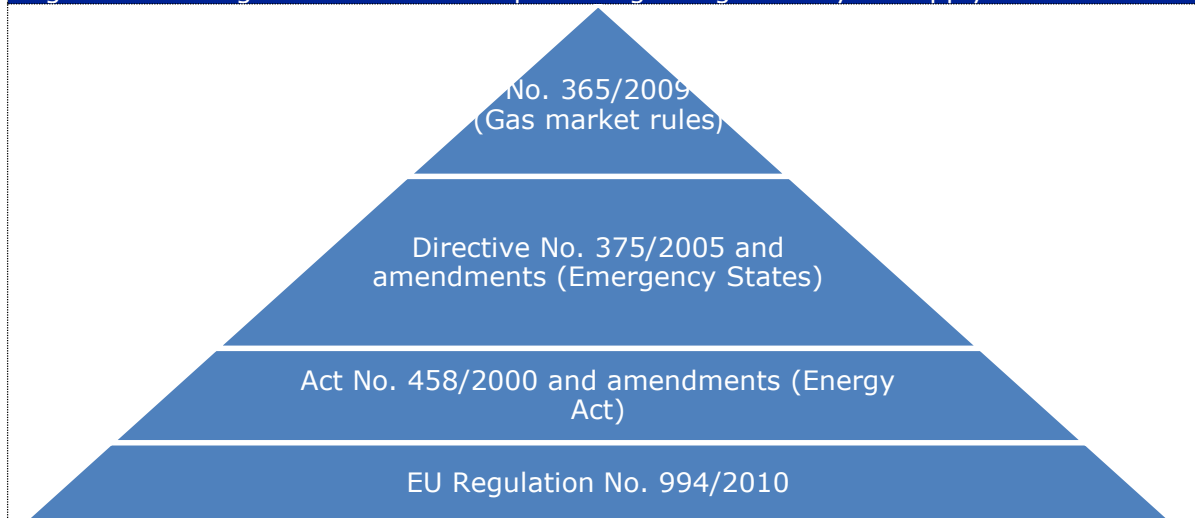 No. 365/2009
(Gas market rules)
Directive No. 375/2005 and
amendments (Emergency States)
Act No. 458/2000 and amendments (Energy
Act)
EU Regulation No. 994/2010